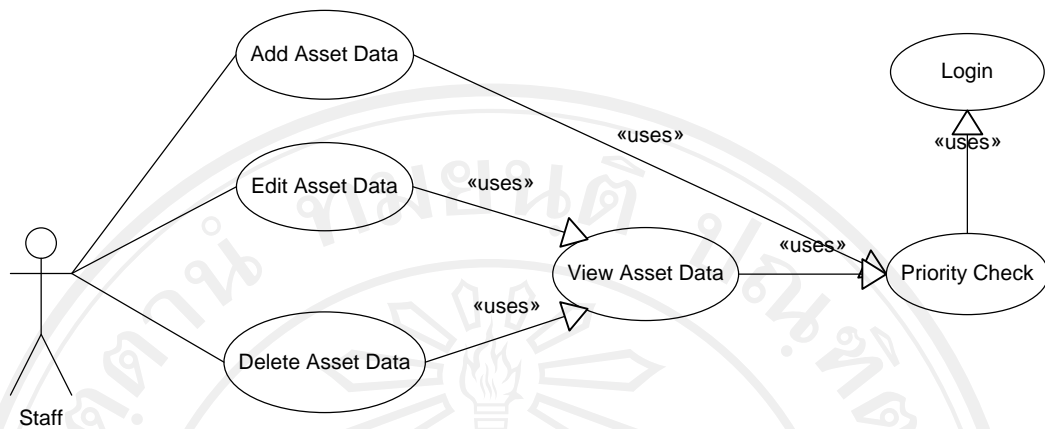 Add Asset Data
Login
«uses»
«uses»
Edit Asset Data
«uses»
«uses»
View Asset Data
Priority Check
«uses»
Delete Asset Data
Staff